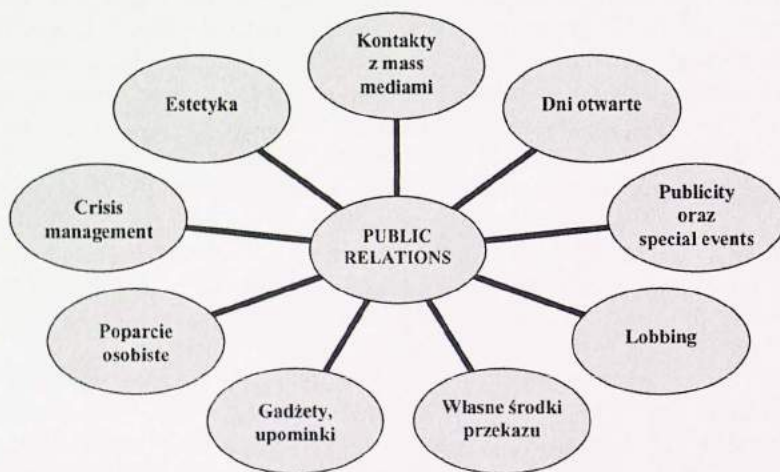 Kontakty
z mass
mediami
Estetyka
Dni otwarte
Crisis
management
PUBLIC
RELATIONS
Publicity
oraz
special events
Poparcie
osobiste
Lobbing
Gadżety,
upominki
Własne środki
przekazu